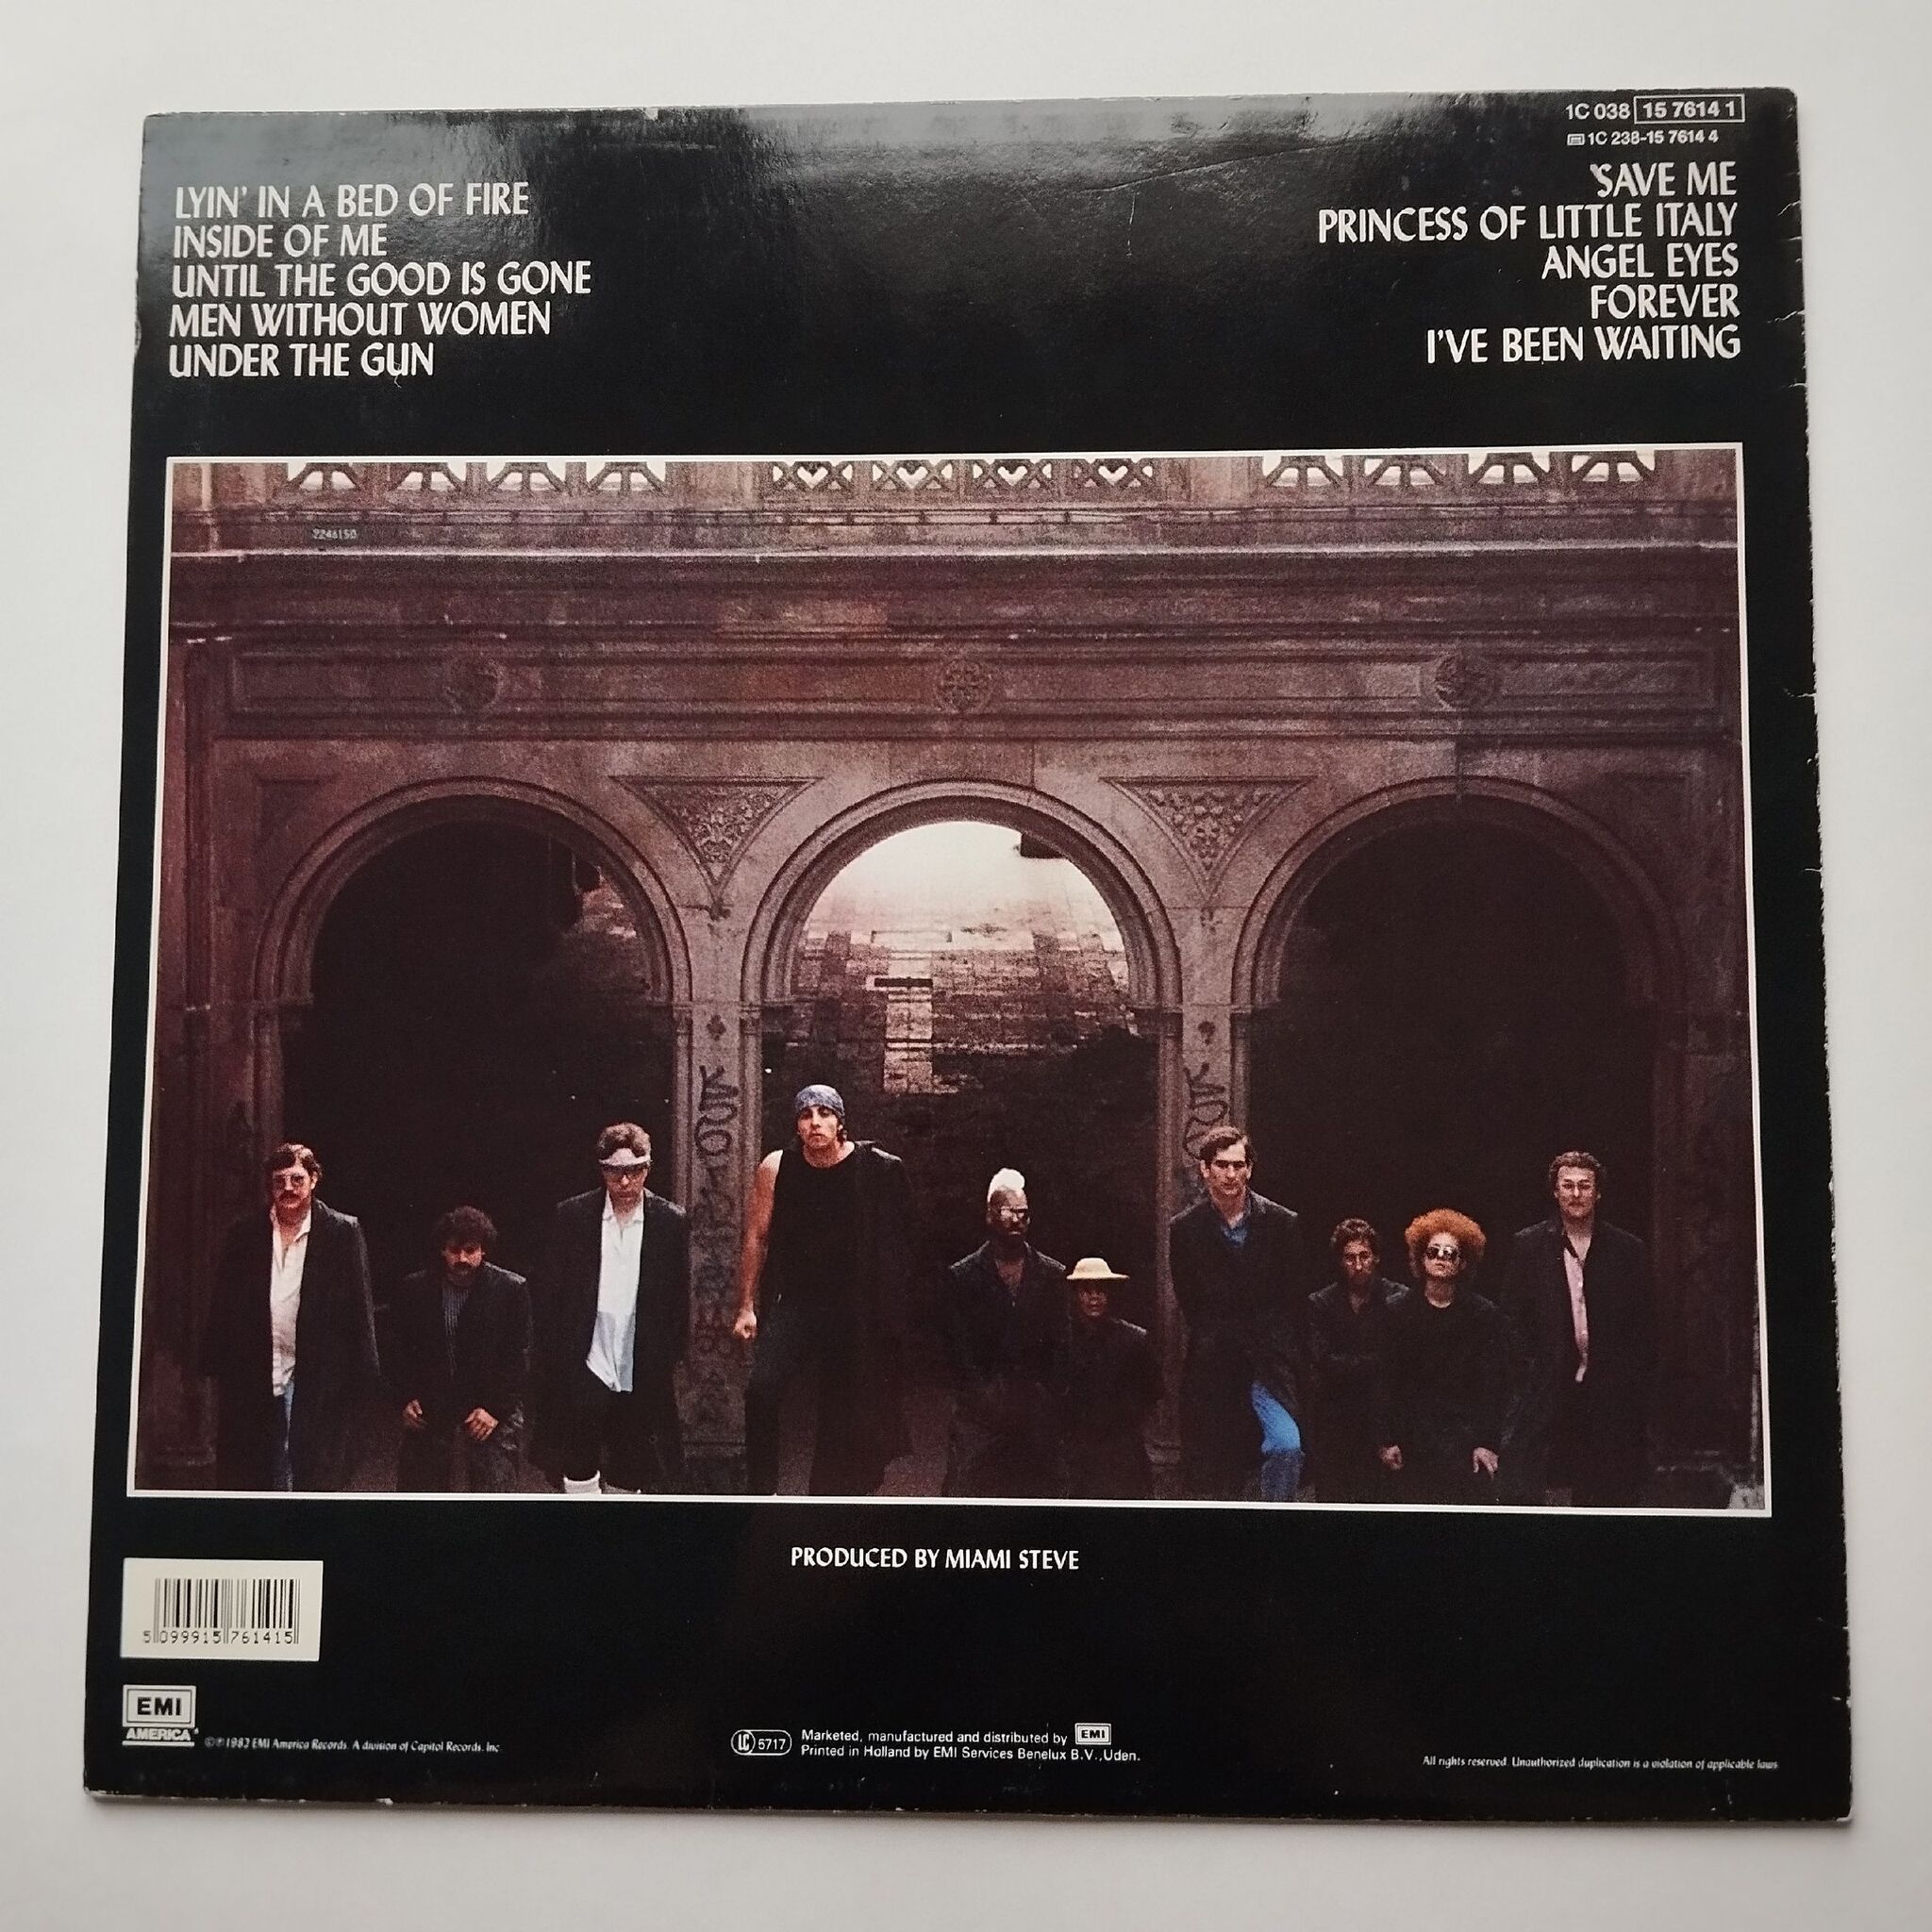 1C 038 15 7614 1
1C 238-15 7614 4
LYIN' IN A BED OF FIRE
INSIDE OF ME
UNTIL THE GOOD IS GONE
MEN WITHOUT WOMEN
UNDER THE GUN
SAVE ME
PRINCESS OF LITTLE ITALY
ANGEL EYES
FOREVER
I'VE BEEN WAITING
2246150
PRODUCED BY MIAMI STEVE
5 099915 761415
EMI
AMERICA
©℗1982 EMI America Records. A division of Capitol Records, Inc.
LC 5717
Marketed, manufactured and distributed by EMI
Printed in Holland by EMI Services Benelux B.V., Uden.
All rights reserved. Unauthorized duplication is a violation of applicable laws